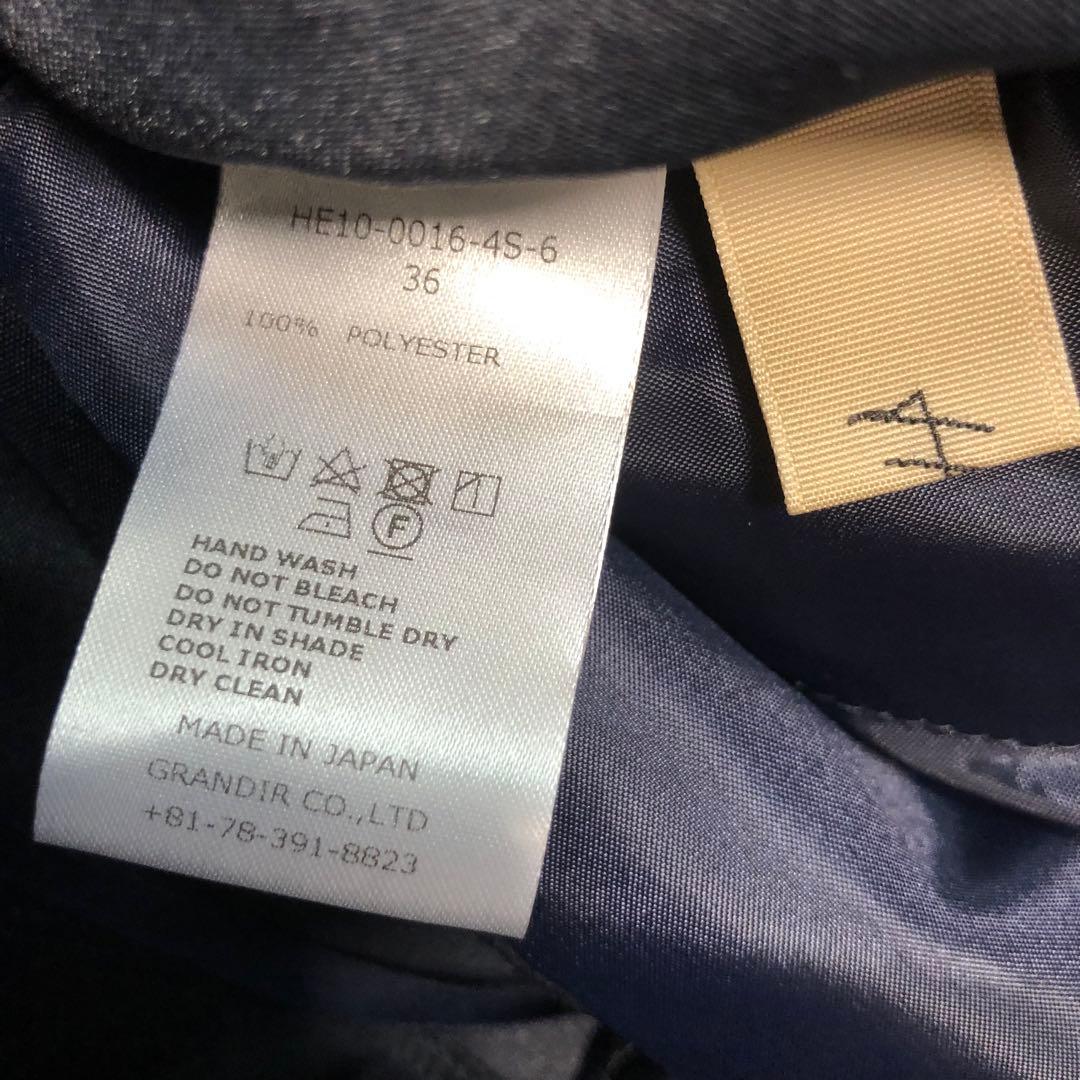 HE10-0016-4S-6
36
100% POLYESTER
F
HAND WASH
DO NOT BLEACH
DO NOT TUMBLE DRY
DRY IN SHADE
COOL IRON
DRY CLEAN
MADE IN JAPAN
GRANDIR CO.,LTD
+81-78-391-8823